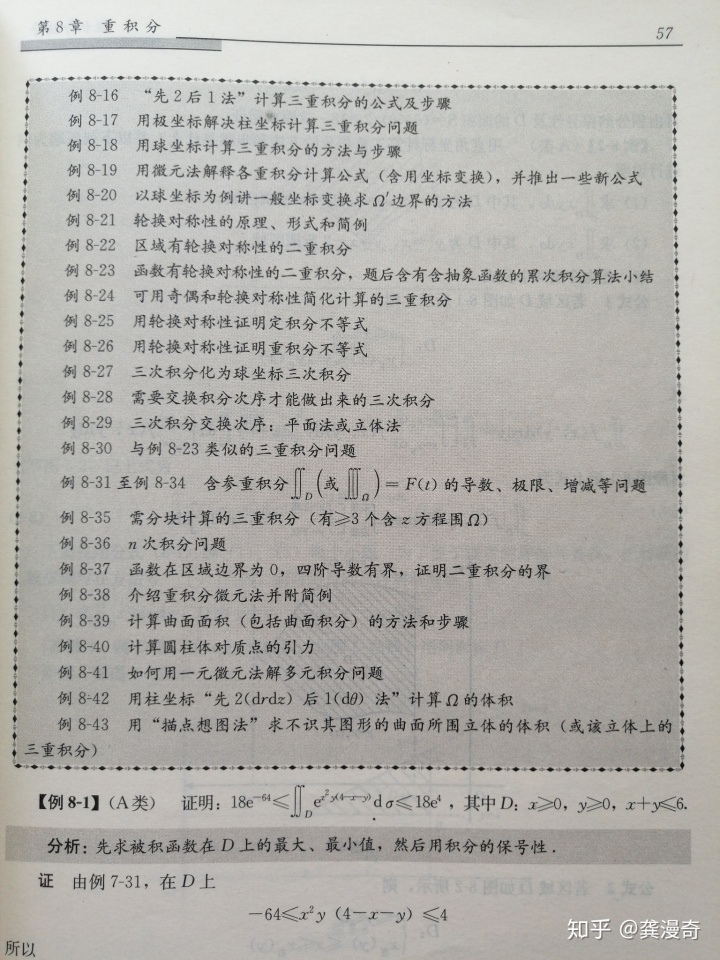 第8章 重积分 57
例 8-16 “先2后1法”计算三重积分的公式及步骤
例 8-17 用极坐标解决柱坐标计算三重积分问题
例 8-18 用球坐标计算三重积分的方法与步骤
例 8-19 用微元法解释各重积分计算公式(含用坐标变换),并推出一些新公式
例 8-20 以球坐标为例讲一般坐标变换求Ω′边界的方法
例 8-21 轮换对称性的原理、形式和简例
例 8-22 区域有轮换对称性的二重积分
例 8-23 函数有轮换对称性的二重积分,题后含有含抽象函数的累次积分算法小结
例 8-24 可用奇偶和轮换对称性简化计算的三重积分
例 8-25 用轮换对称性证明定积分不等式
例 8-26 用轮换对称性证明重积分不等式
例 8-27 三次积分化为球坐标三次积分
例 8-28 需要交换积分次序才能做出来的三次积分
例 8-29 三次积分交换次序:平面法或立体法
例 8-30 与例 8-23 类似的三重积分问题
例 8-31 至例 8-34 含参重积分∬_D(或∭_Ω)=F(t) 的导数、极限、增减等问题
例 8-35 需分块计算的三重积分(有≥3个含z方程围Ω)
例 8-36 n次积分问题
例 8-37 函数在区域边界为0,四阶导数有界,证明二重积分的界
例 8-38 介绍重积分微元法并附简例
例 8-39 计算曲面面积(包括曲面积分)的方法和步骤
例 8-40 计算圆柱体对质点的引力
例 8-41 如何用一元微元法解多元积分问题
例 8-42 用柱坐标“先2(drdz)后1(dθ)法”计算Ω的体积
例 8-43 用“描点想图法”求不识其图形的曲面所围立体的体积(或该立体上的
三重积分)
【例8-1】(A类) 证明:18e^{-64}≤∬_D e^{x²y(4-x-y)}dσ≤18e⁴,其中D:x≥0,y≥0,x+y≤6.
分析:先求被积函数在D上的最大、最小值,然后用积分的保号性.
证 由例 7-31,在D上
-64≤x²y(4-x-y)≤4
所以
知乎 @龚漫奇